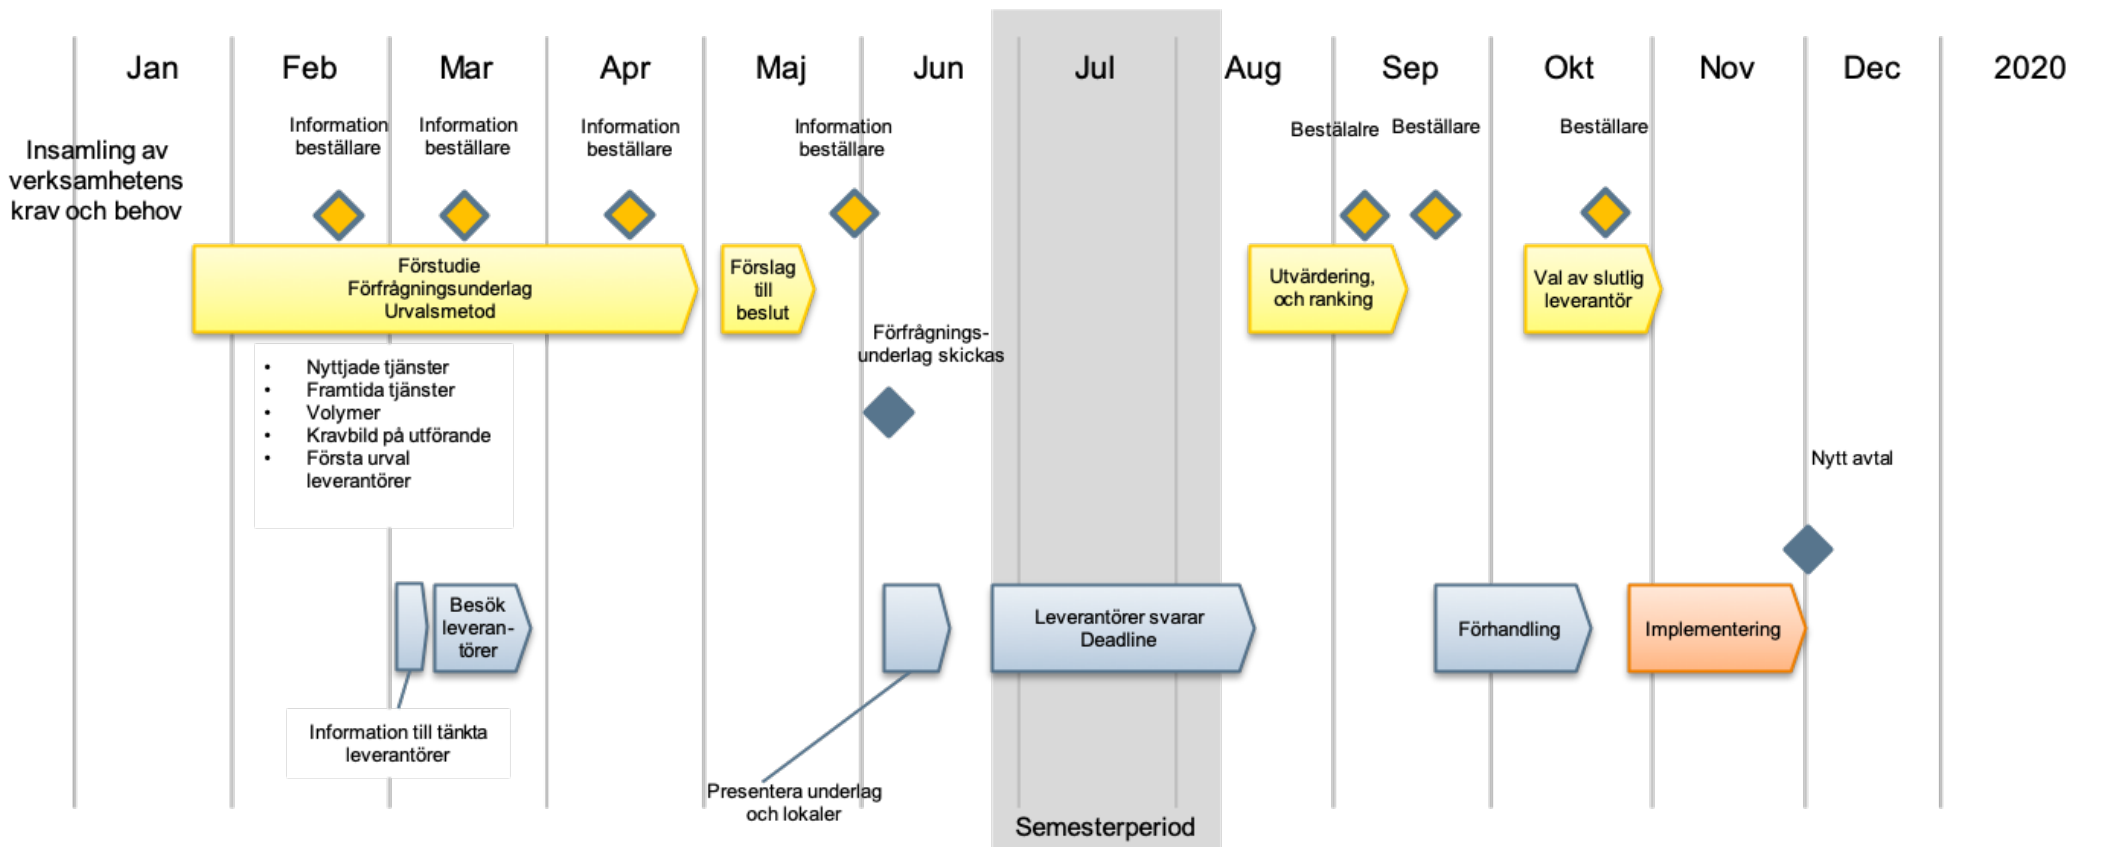 Jan
Feb
Mar
Apr
Maj
Jun
Jul
Aug
Sep
Okt
Nov
Dec
2020
Insamling av
verksamhetens
krav och behov
Information
beställare
Information
beställare
Information
beställare
Information
beställare
Bestälalre
Beställare
Beställare
Förstudie
Förfrågningsunderlag
Urvalsmetod
Förslag
till
beslut
Utvärdering,
och ranking
Val av slutlig
leverantör
Förfrågnings-
underlag skickas
• Nyttjade tjänster
• Framtida tjänster
• Volymer
• Kravbild på utförande
• Första urval
leverantörer
Nytt avtal
Besök
leveran-
törer
Leverantörer svarar
Deadline
Förhandling
Implementering
Information till tänkta
leverantörer
Presentera underlag
och lokaler
Semesterperiod